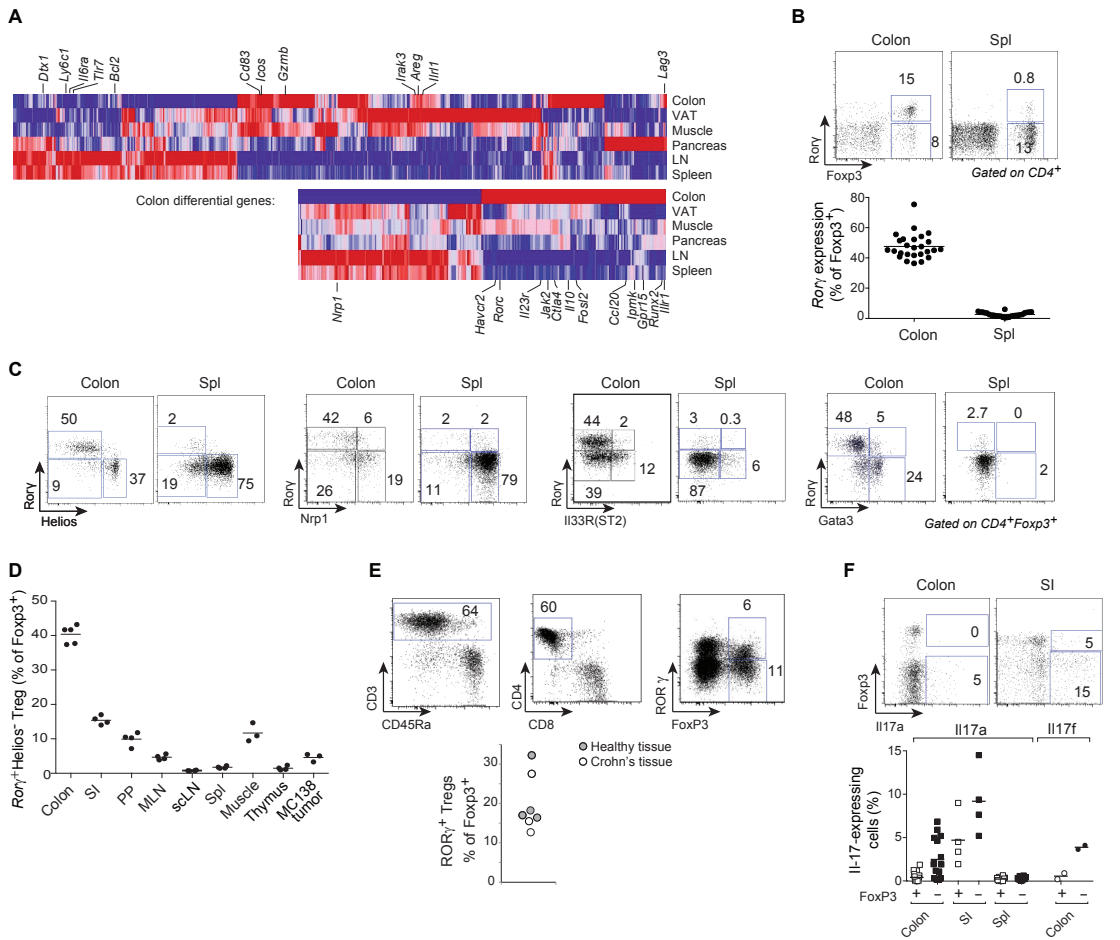 A
Dtx1
Ly6c1
Il6ra
Tlr7
Bcl2
Cd83
Icos
Gzmb
Irak3
Areg
Il1rl1
Lag3
Colon
VAT
Muscle
Pancreas
LN
Spleen
Colon differential genes:
Colon
VAT
Muscle
Pancreas
LN
Spleen
Nrp1
Havcr2
Rorc
Il23r
Jak2
Ctla4
Il10
Fosl2
Ccl20
Ipmk
Gpr15
Runx2
Il1r1
B
Colon Spl
15 0.8
8 13
Rorγ
Foxp3
Gated on CD4+
Rorγ expression
(% of Foxp3+)
80
60
40
20
0
Colon Spl
C
Colon Spl
50 2
9 37 19 75
Rorγ
Helios
Colon Spl
42 6 2 2
26 19 11 79
Rorγ
Nrp1
Colon Spl
44 2 3 0.3
12 6
39 87
Rorγ
Il33R(ST2)
Colon Spl
48 5 2.7 0
24 2
Rorγ
Gata3
Gated on CD4+Foxp3+
D
Rorγ+Helios- Treg (% of Foxp3+)
50
40
30
20
10
0
Colon
SI
PP
MLN
scLN
Spl
Muscle
Thymus
MC138
tumor
E
64
CD3
CD45Ra
60
CD4
CD8
6
11
ROR γ
FoxP3
Healthy tissue
Crohn's tissue
RORγ+ Tregs
% of Foxp3+
30
20
10
0
F
Colon SI
0 5
5 15
Foxp3
Il17a
Il17a Il17f
Il-17-expressing
cells (%)
15
10
5
0
FoxP3 + − + − + − + −
Colon SI Spl Colon